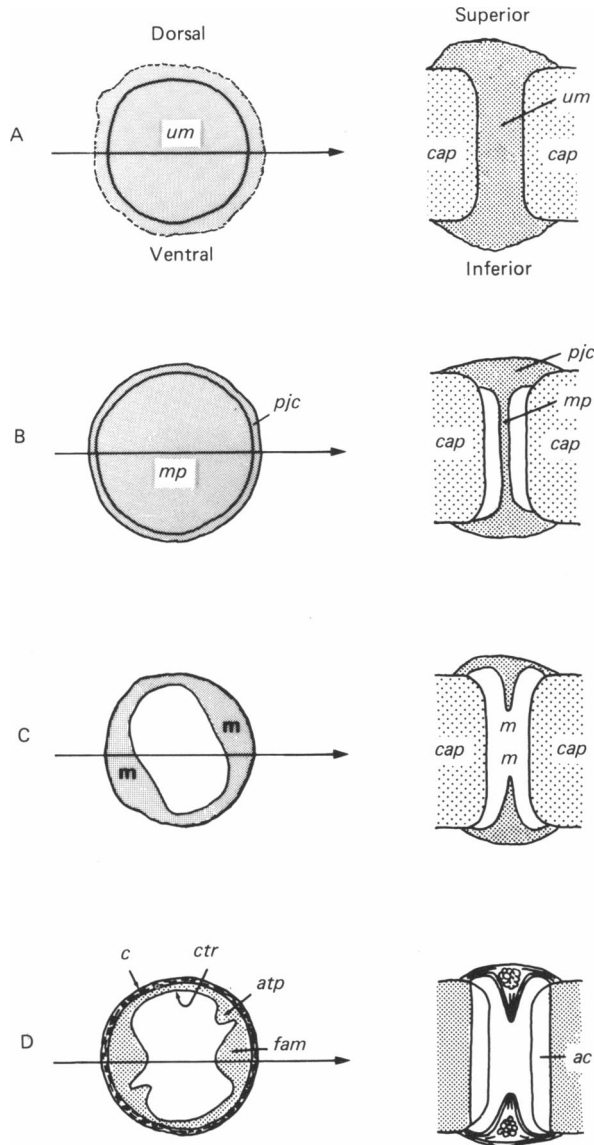 Dorsal
Superior
A
um
um
cap
cap
Ventral
Inferior
pjc
pjc
mp
B
cap
cap
mp
C
m
m
cap
m
m
cap
c
ctr
atp
D
fam
ac